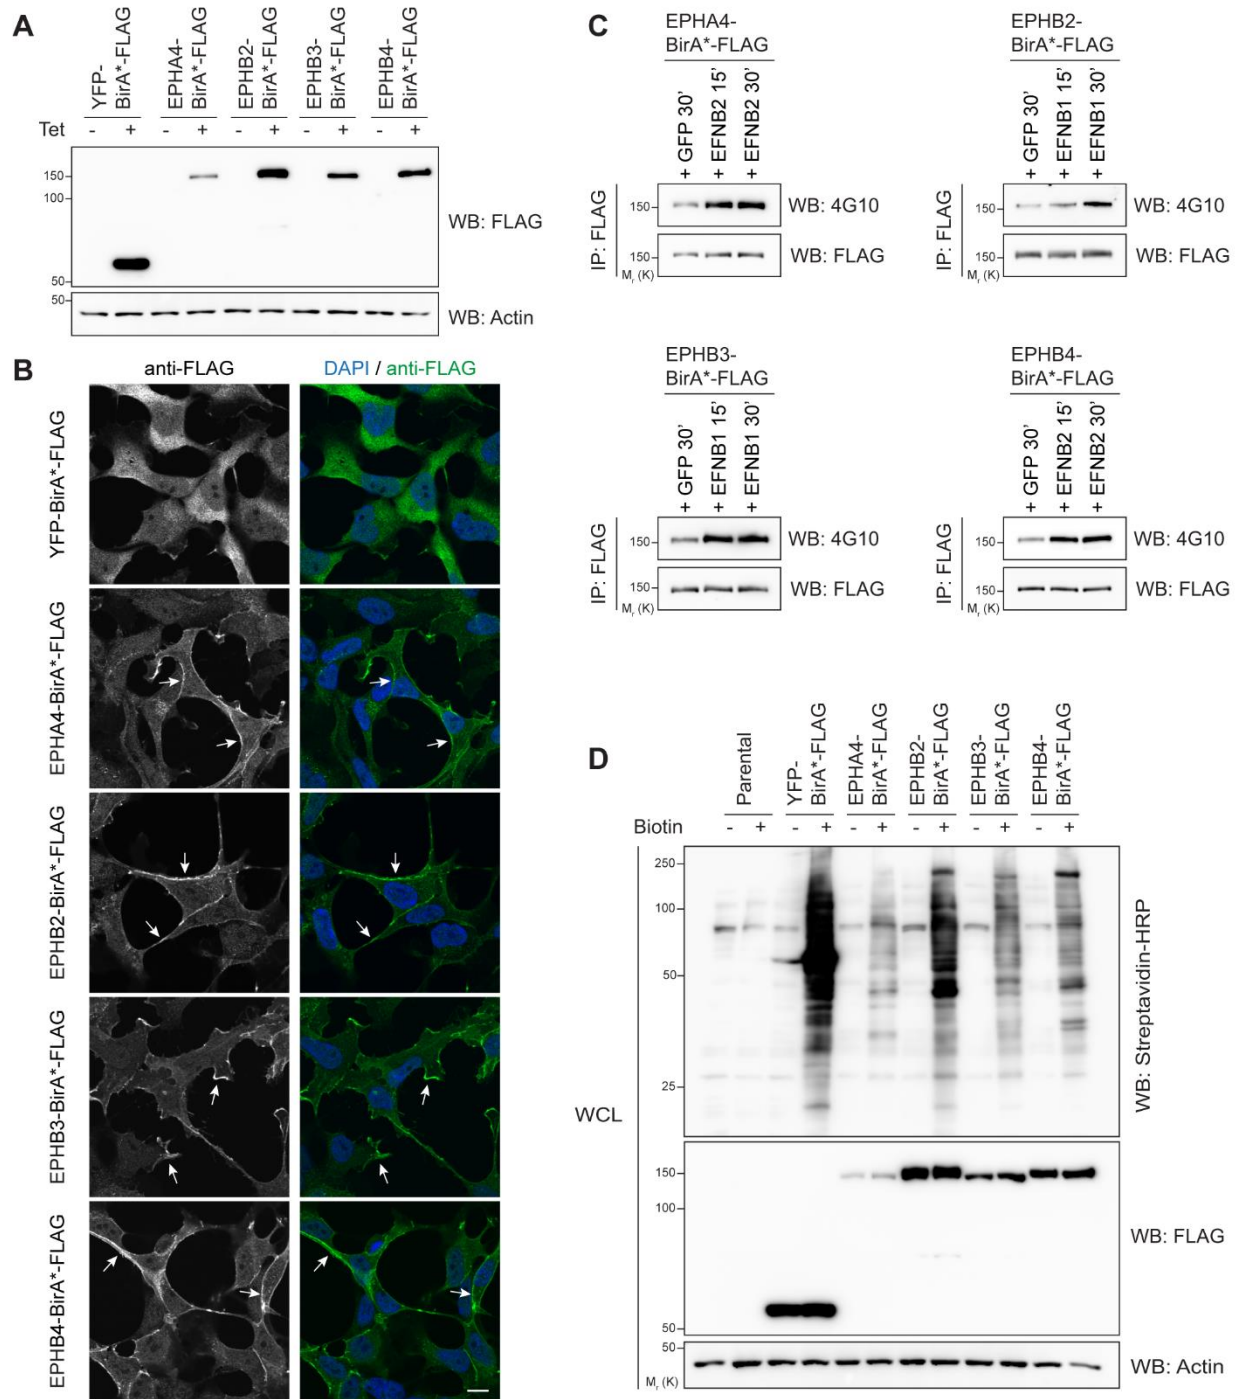 A
YFP-
BirA*-FLAG
EPHA4-
BirA*-FLAG
EPHB2-
BirA*-FLAG
EPHB3-
BirA*-FLAG
EPHB4-
BirA*-FLAG
Tet - + - + - + - + - +
150
100
50
WB: FLAG
50
WB: Actin
B
anti-FLAG
DAPI / anti-FLAG
YFP-BirA*-FLAG
EPHA4-BirA*-FLAG
EPHB2-BirA*-FLAG
EPHB3-BirA*-FLAG
EPHB4-BirA*-FLAG
C
EPHA4-
BirA*-FLAG
+ GFP 30'
+ EFNB2 15'
+ EFNB2 30'
IP: FLAG
150
WB: 4G10
150
WB: FLAG
Mr (K)
EPHB2-
BirA*-FLAG
+ GFP 30'
+ EFNB1 15'
+ EFNB1 30'
IP: FLAG
150
WB: 4G10
150
WB: FLAG
Mr (K)
EPHB3-
BirA*-FLAG
+ GFP 30'
+ EFNB1 15'
+ EFNB1 30'
IP: FLAG
150
WB: 4G10
150
WB: FLAG
Mr (K)
EPHB4-
BirA*-FLAG
+ GFP 30'
+ EFNB2 15'
+ EFNB2 30'
IP: FLAG
150
WB: 4G10
150
WB: FLAG
Mr (K)
D
Parental
YFP-
BirA*-FLAG
EPHA4-
BirA*-FLAG
EPHB2-
BirA*-FLAG
EPHB3-
BirA*-FLAG
EPHB4-
BirA*-FLAG
Biotin - + - + - + - + - + - +
250
100
50
25
WB: Streptavidin-HRP
WCL
150
100
50
WB: FLAG
50
WB: Actin
Mr (K)